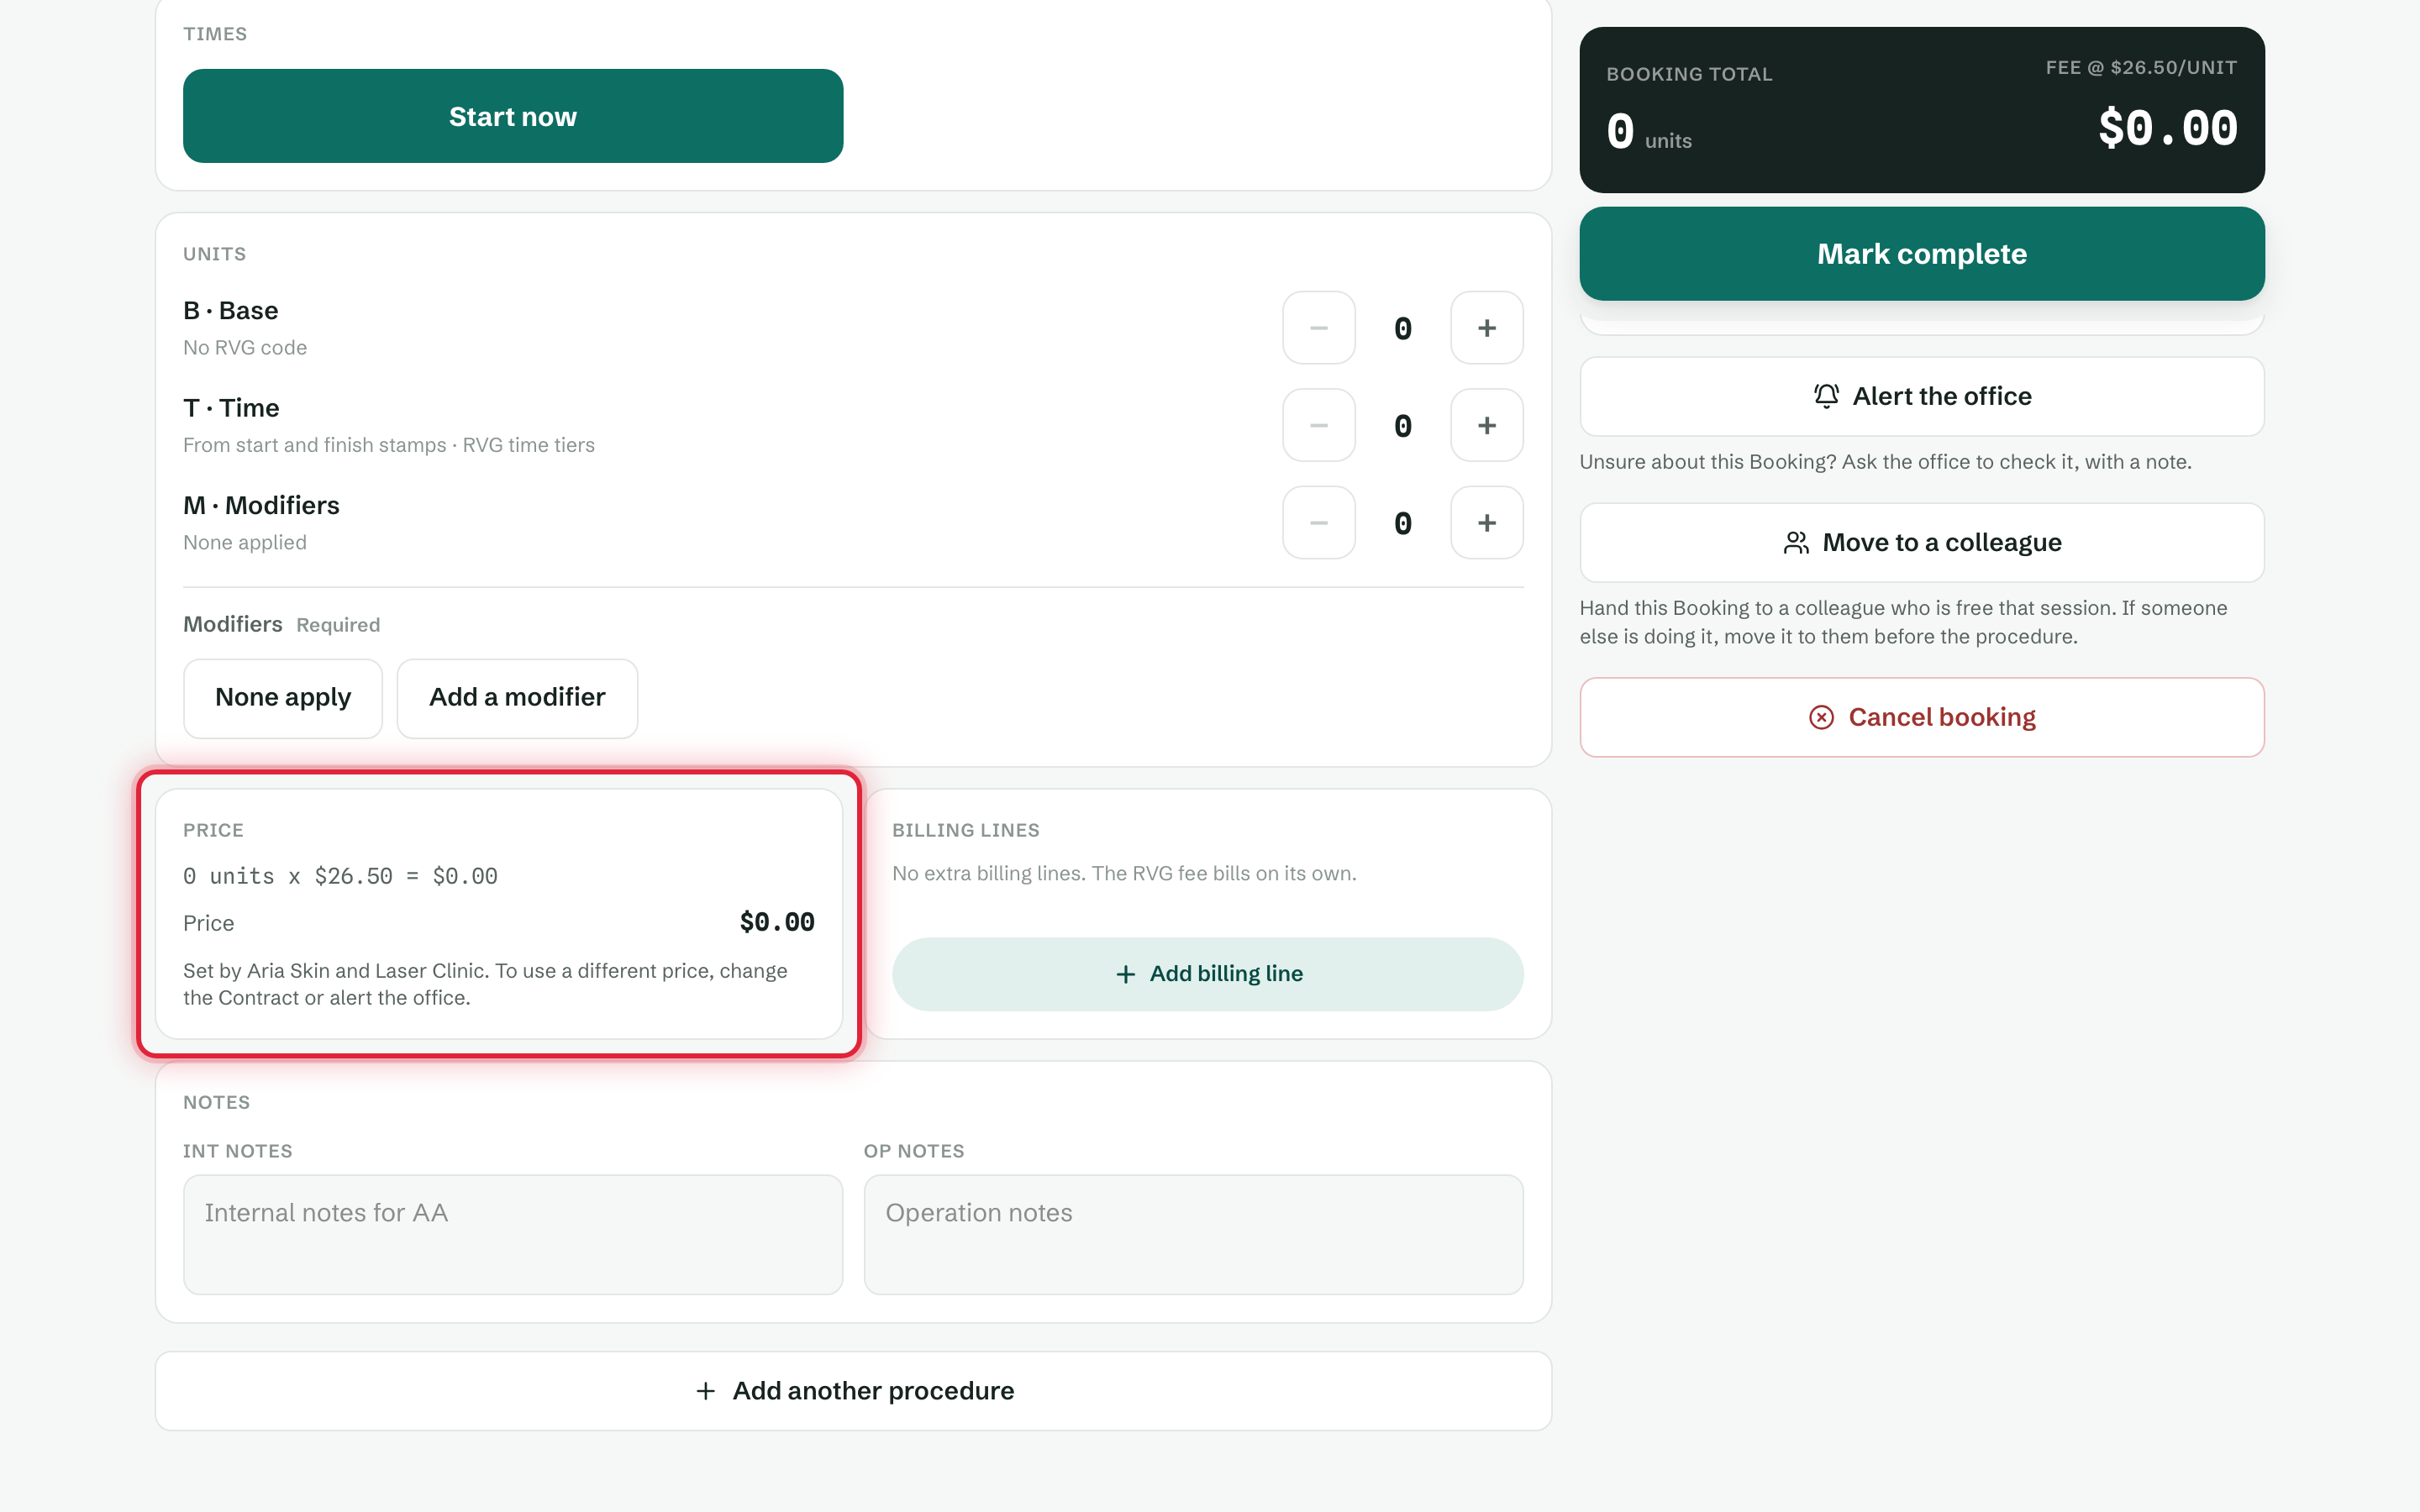 TIMES
Start now
UNITS
B · Base
No RVG code
− 0 +
T · Time
From start and finish stamps · RVG time tiers
− 0 +
M · Modifiers
None applied
− 0 +
Modifiers Required
None apply
Add a modifier
PRICE
0 units x $26.50 = $0.00
Price $0.00
Set by Aria Skin and Laser Clinic. To use a different price, change
the Contract or alert the office.
BILLING LINES
No extra billing lines. The RVG fee bills on its own.
+ Add billing line
NOTES
INT NOTES
Internal notes for AA
OP NOTES
Operation notes
+ Add another procedure
BOOKING TOTAL
0 units
FEE @ $26.50/UNIT
$0.00
Mark complete
Alert the office
Unsure about this Booking? Ask the office to check it, with a note.
Move to a colleague
Hand this Booking to a colleague who is free that session. If someone
else is doing it, move it to them before the procedure.
Cancel booking